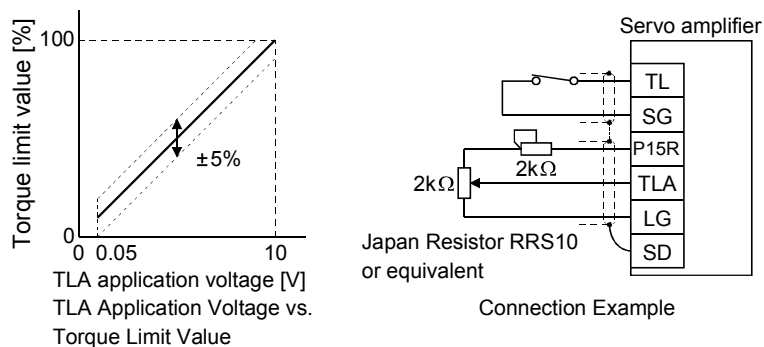 Torque limit value [%]
100
±5%
0
0 0.05 10
TLA application voltage [V]
TLA Application Voltage vs.
Torque Limit Value
Servo amplifier
TL
SG
P15R
2kΩ
2kΩ
TLA
LG
SD
Japan Resistor RRS10
or equivalent
Connection Example